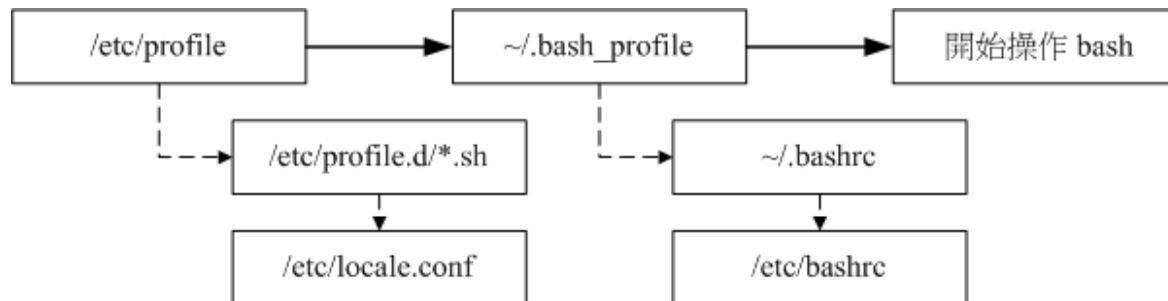 /etc/profile
~/.bash_profile
開始操作 bash
/etc/profile.d/*.sh
~/.bashrc
/etc/locale.conf
/etc/bashrc